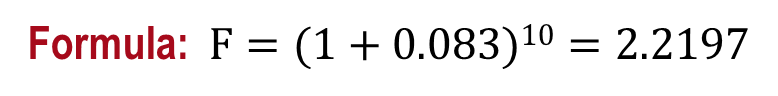 Formula: F = (1 + 0.083)¹⁰ = 2.2197